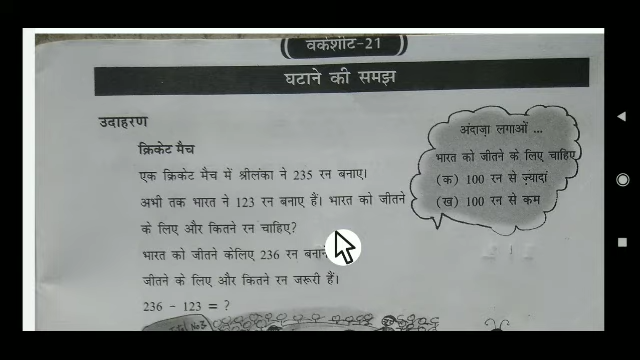 वर्कशीट-21
घटाने की समझ
उदाहरण
क्रिकेट मैच
एक क्रिकेट मैच में श्रीलंका ने 235 रन बनाए।
अभी तक भारत ने 123 रन बनाए हैं। भारत को जीतने
के लिए और कितने रन चाहिए?
भारत को जीतने केलिए 236 रन बनाने
जीतने के लिए और कितने रन जरूरी हैं।
236 - 123 = ?
अंदाज़ा लगाओं ...
भारत को जीतने के लिए चाहिए
(क) 100 रन से ज़्यादा
(ख) 100 रन से कम